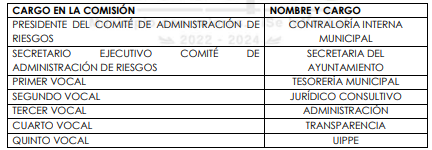 CARGO EN LA COMISIÓN NOMBRE Y CARGO
PRESIDENTE DEL COMITÉ DE ADMINISTRACIÓN DE CONTRALORÍA INTERNA
RIESGOS MUNICIPAL
2022 - 2024
SECRETARIO EJECUTIVO COMITÉ DE SECRETARIA DEL
ADMINISTRACIÓN DE RIESGOS AYUNTAMIENTO
PRIMER VOCAL TESORERÍA MUNICIPAL
SEGUNDO VOCAL JURÍDICO CONSULTIVO
TERCER VOCAL ADMINISTRACIÓN
CUARTO VOCAL TRANSPARENCIA
QUINTO VOCAL UIPPE